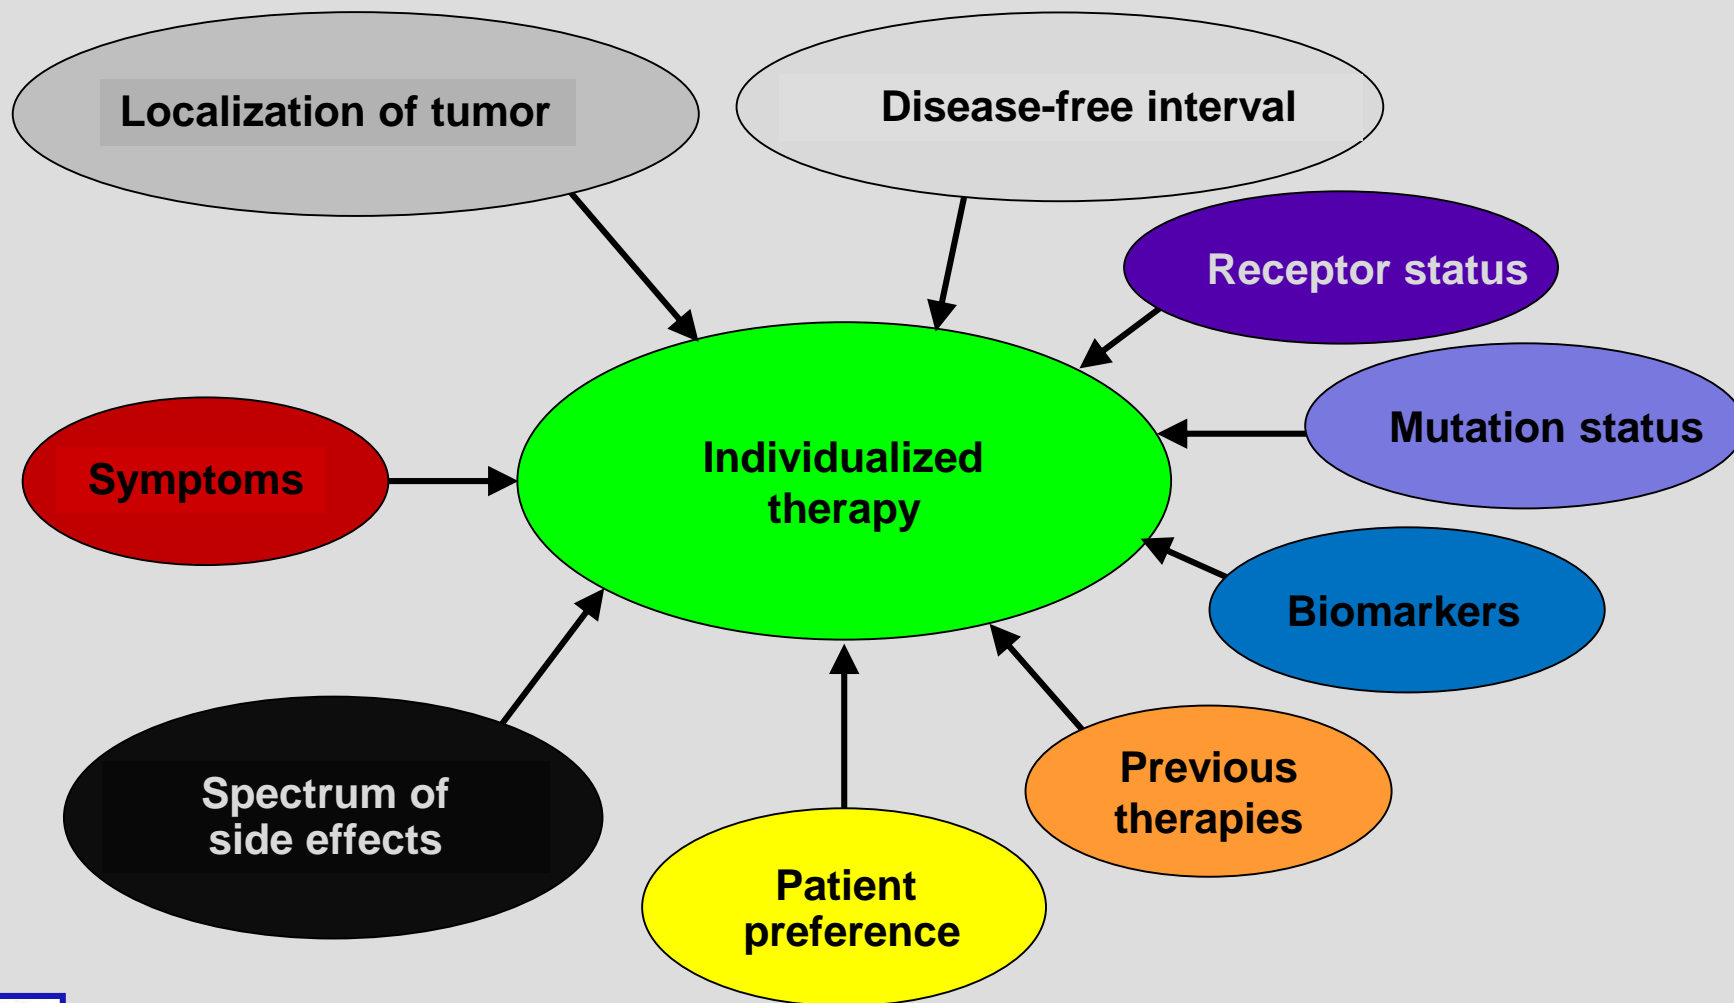 Localization of tumor
Disease-free interval
Receptor status
Mutation status
Individualized
therapy
Symptoms
Biomarkers
Previous
therapies
Spectrum of
side effects
Patient
preference